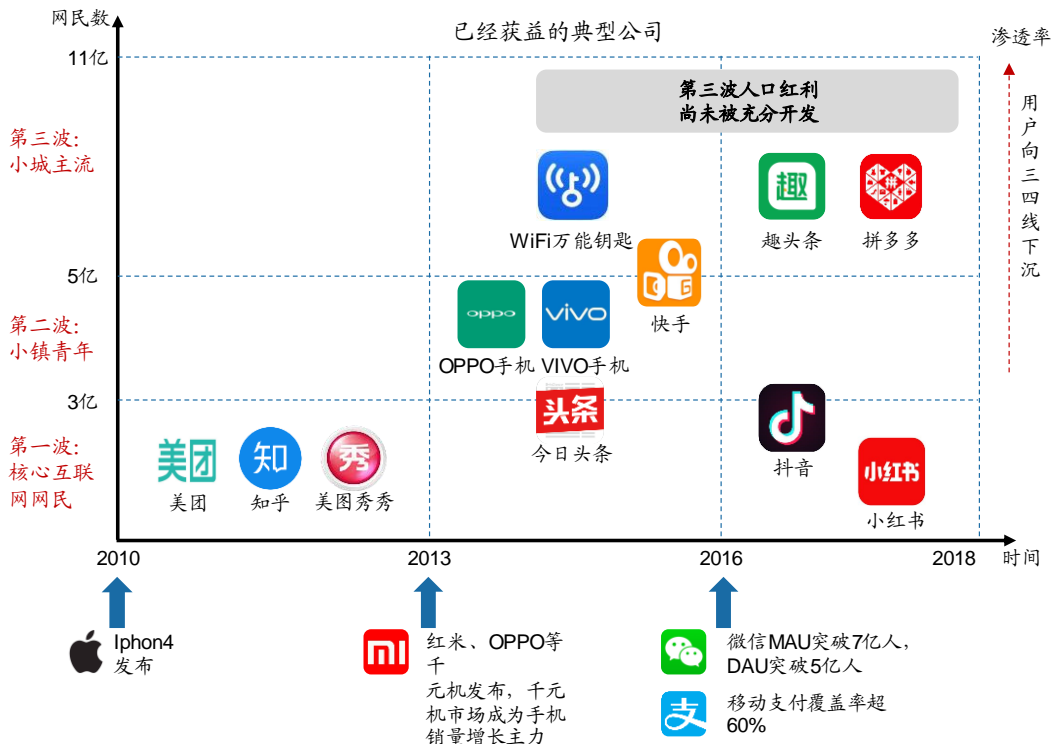 网民数
已经获益的典型公司
渗透率
11亿
第三波人口红利
尚未被充分开发
用户向三四线下沉
第三波：
小城主流
趣
WiFi万能钥匙
趣头条
拼多多
5亿
第二波：
小镇青年
oppo
vivo
快手
OPPO手机
VIVO手机
3亿
头条
今日头条
第一波：
核心互联
网网民
美团
知
秀
美团
知乎
美图秀秀
抖音
小红书
小红书
2010
2013
2016
2018
时间
Iphon4
发布
mi
红米、OPPO等
千
元机发布，千元
机市场成为手机
销量增长主力
微信MAU突破7亿人，
DAU突破5亿人
支
移动支付覆盖率超
60%